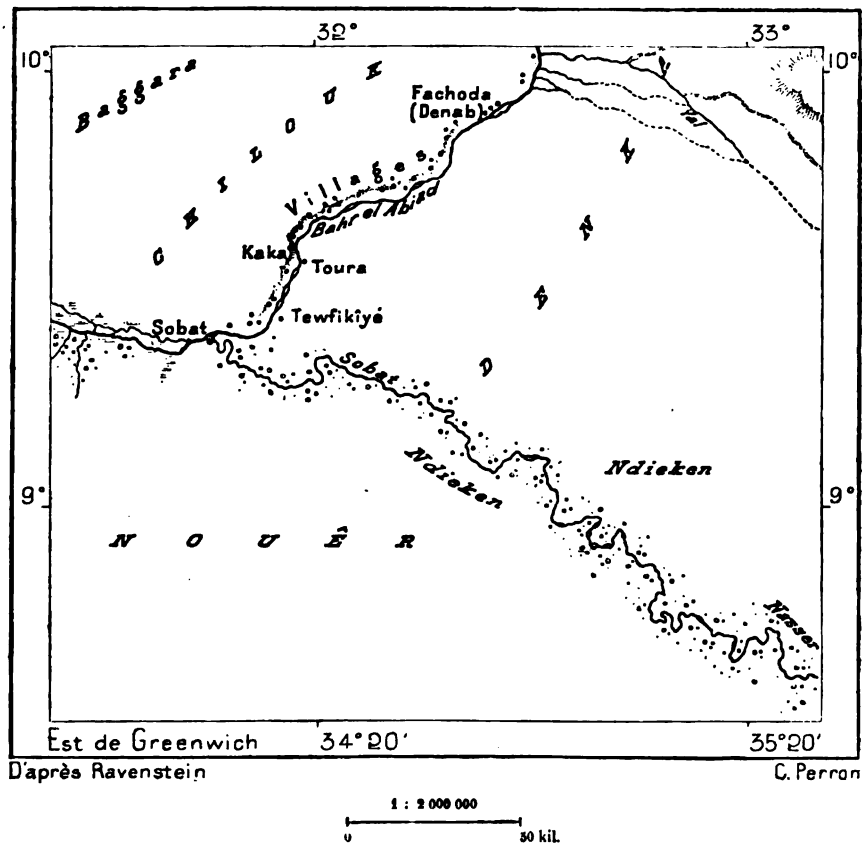 32° 33°
10° 10°
Baggara
CHILOUK
Fachoda
(Denab)
Yal
Villages
Bahr el Abiad
Kaka
Toura
Sobat
Tewfikîyé
Sobat
DINKA
Ndieken
Ndieken
9° 9°
NOUÊR
Nasser
Est de Greenwich 34°20' 35°20'
D'après Ravenstein C. Perron
1 : 2 000 000
0 50 kil.